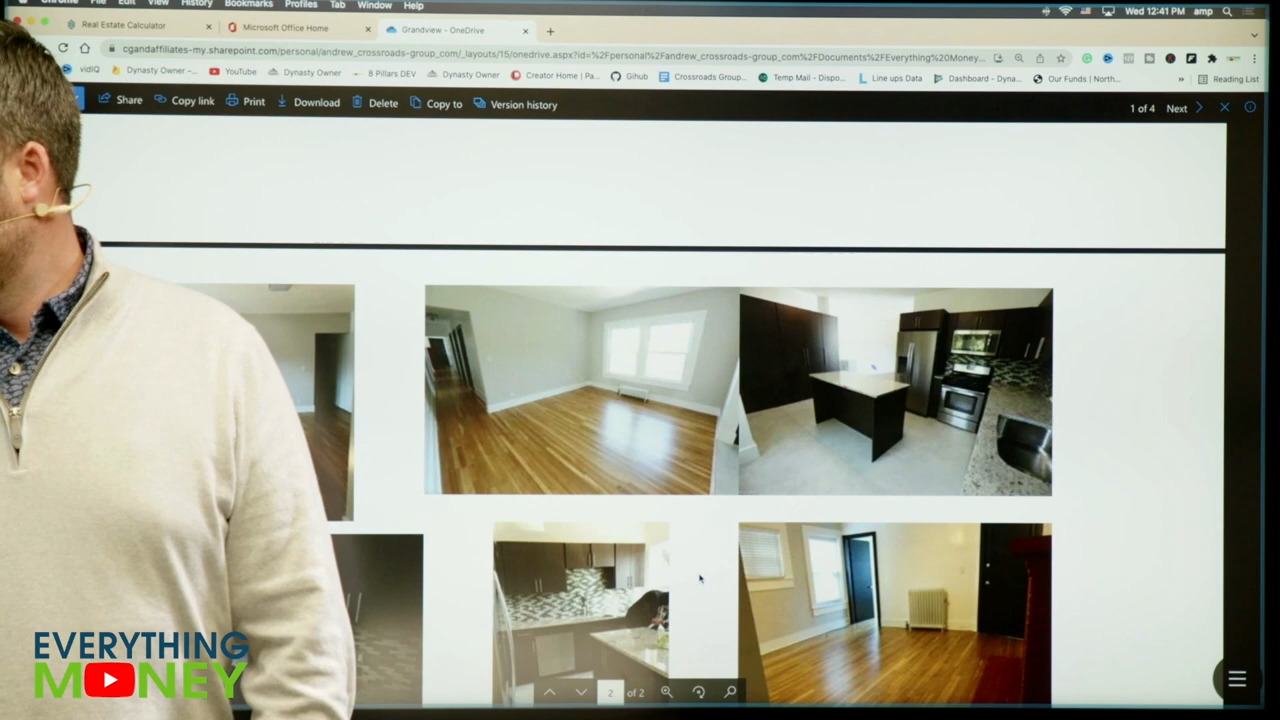 Chrome File Edit View History Bookmarks Profiles Tab Window Help
Wed 12:41 PM amp
Real Estate Calculator × Microsoft Office Home × Grandview - OneDrive × +
cgandaffiliates-my.sharepoint.com/personal/andrew_crossroads-group_com/_layouts/15/onedrive.aspx?id=%2Fpersonal%2Fandrew_crossroads-group_com%2FDocuments%2FEverything%20Money...
vidIQ Dynasty Owner –... YouTube Dynasty Owner 8 Pillars DEV Dynasty Owner Creator Home | Pa... Gihub Crossroads Group... Temp Mail - Dispo... Line ups Data Dashboard - Dyna... Our Funds | North... » Reading List
Share Copy link Print Download Delete Copy to Version history 1 of 4 Next
2 of 2
EVERYTHING
MONEY